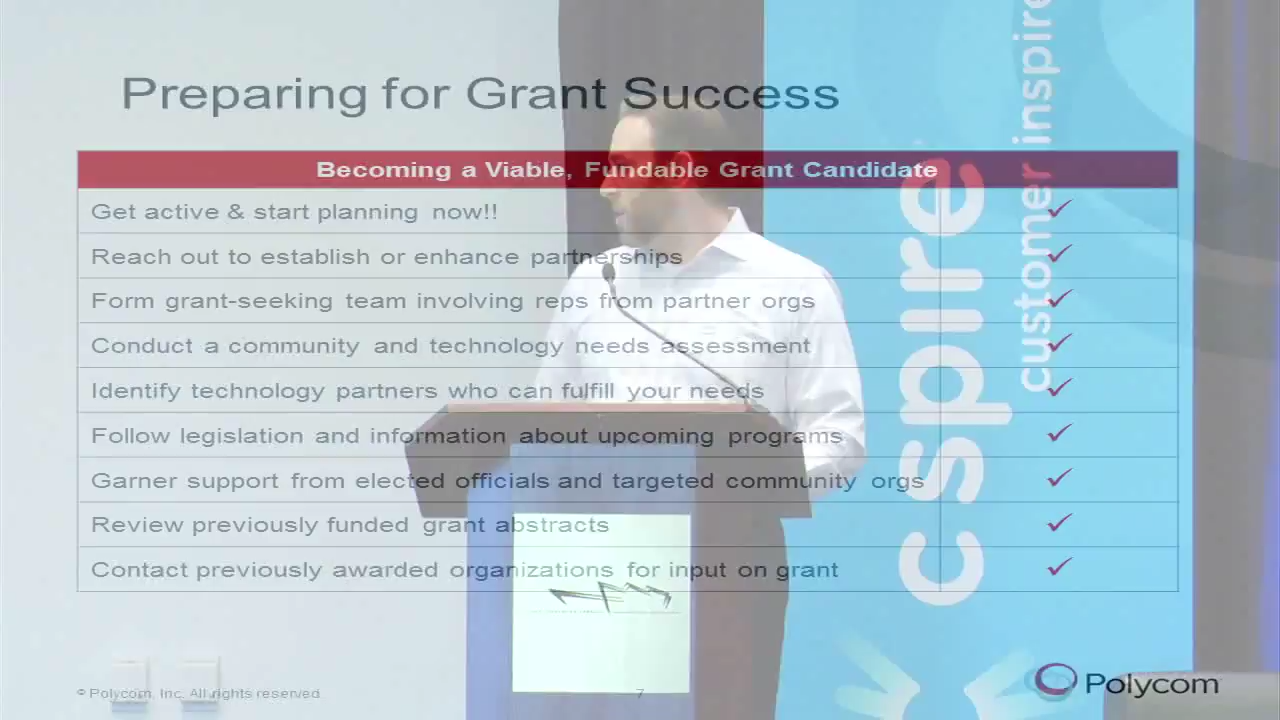 Preparing for Grant Success
Becoming a Viable, Fundable Grant Candidate
Get active & start planning now!!
Reach out to establish or enhance partnerships
Form grant-seeking team involving reps from partner orgs
Conduct a community and technology needs assessment
Identify technology partners who can fulfill your needs
Follow legislation and information about upcoming programs
Garner support from elected officials and targeted community orgs
Review previously funded grant abstracts
Contact previously awarded organizations for input on grant
c spire
customer inspire
© Polycom, Inc. All rights reserved.
7
Polycom